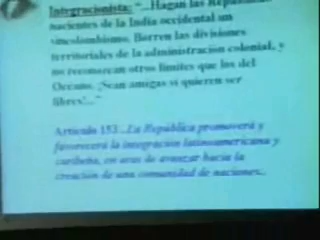 Integracionista: “...Hagan las Repúblicas
nacientes de la India occidental un
sincolombismo. Borren las divisiones
territoriales de la administración colonial, y
no reconozcan otros límites que los del
Océano. ¡Sean amigas si quieren ser
libres!...”
Artículo 153...La República promoverá y
favorecerá la integración latinoamericana y
caribeña, en aras de avanzar hacia la
creación de una comunidad de naciones..